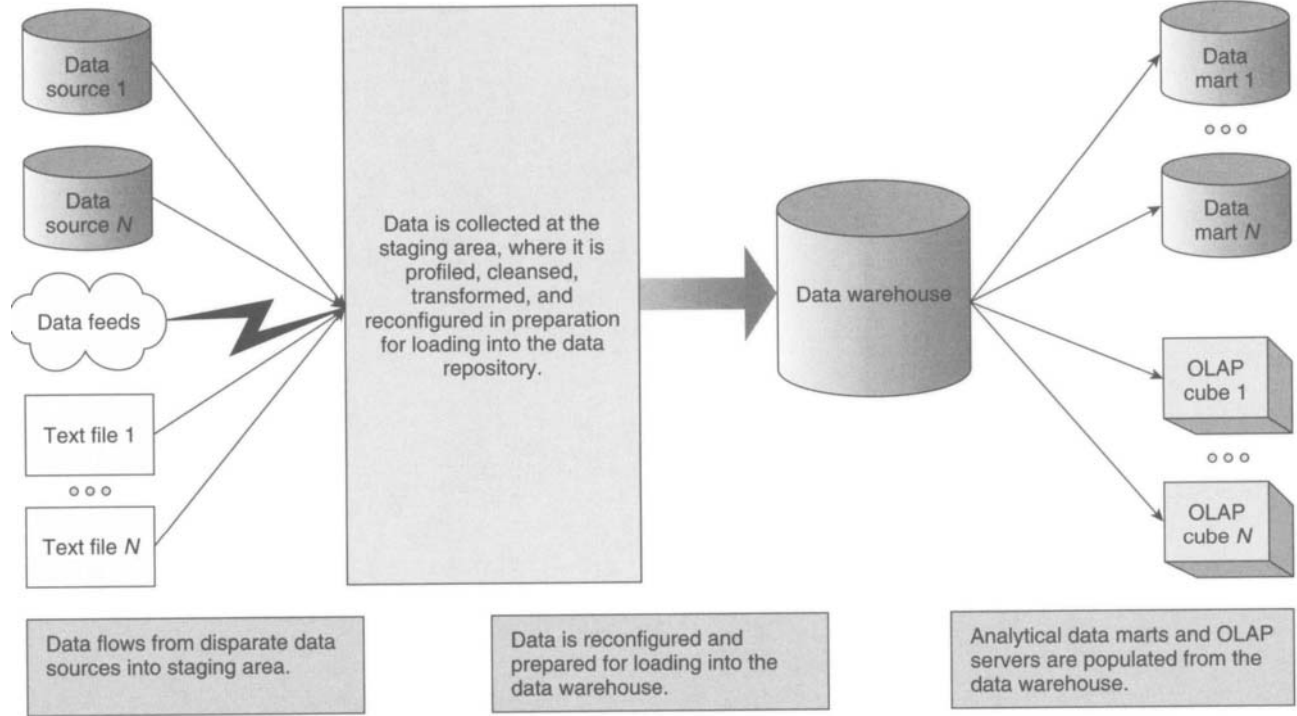 Data
source 1
Data
source N
Data feeds
Text file 1
Text file N
Data is collected at the
staging area, where it is
profiled, cleansed,
transformed, and
reconfigured in preparation
for loading into the data
repository.
Data warehouse
Data
mart 1
Data
mart N
OLAP
cube 1
OLAP
cube N
Data flows from disparate data
sources into staging area.
Data is reconfigured and
prepared for loading into the
data warehouse.
Analytical data marts and OLAP
servers are populated from the
data warehouse.